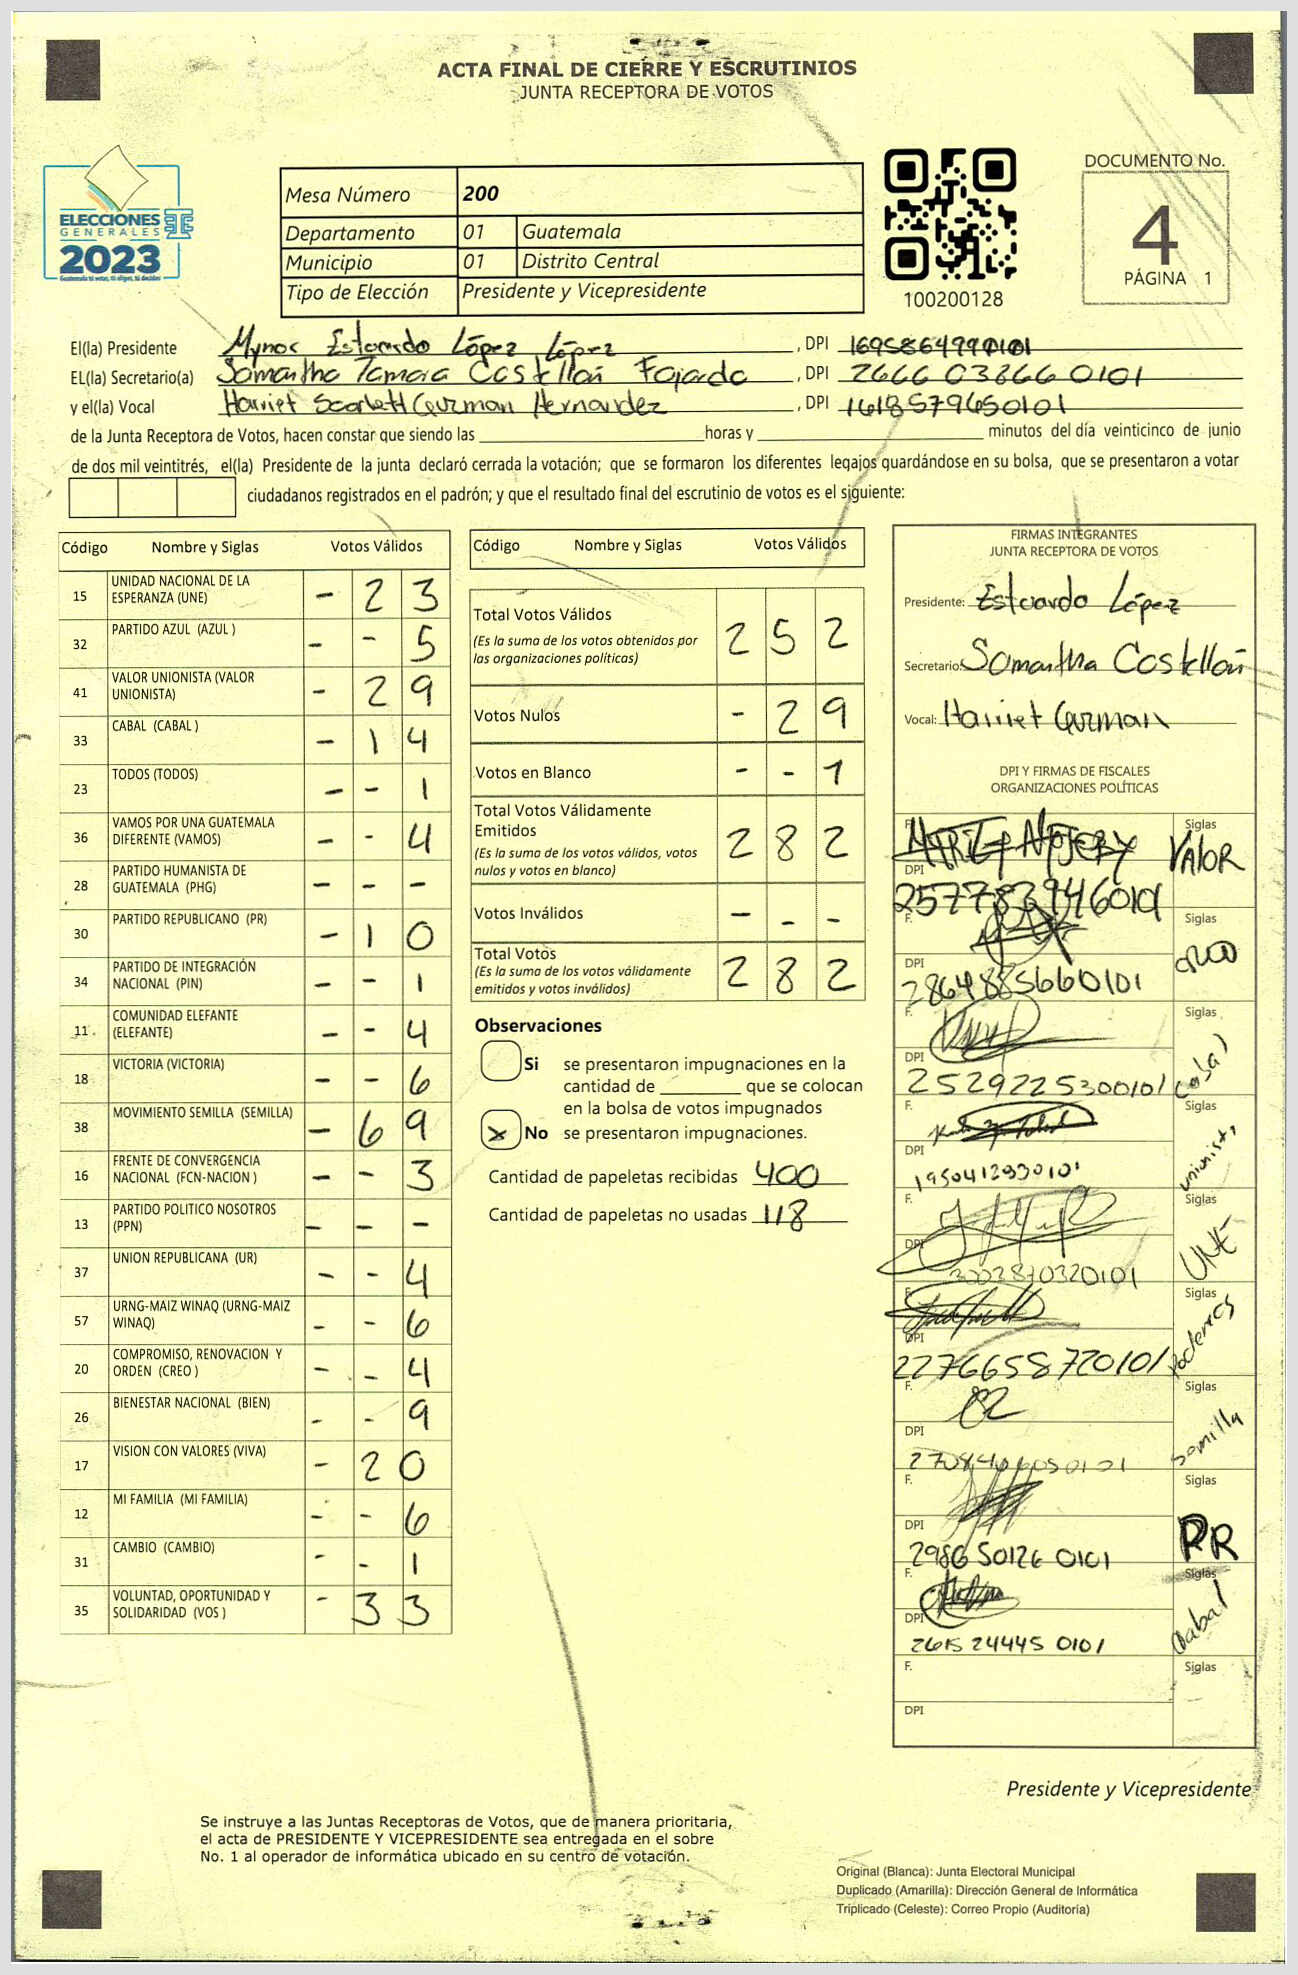 ACTA FINAL DE CIERRE Y ESCRUTINIOS
JUNTA RECEPTORA DE VOTOS
ELECCIONES
GENERALES
2023
Guatemala tú votas, tú eliges, tú decides
Mesa Número 200
Departamento 01 Guatemala
Municipio 01 Distrito Central
Tipo de Elección Presidente y Vicepresidente
100200128
DOCUMENTO No.
4
PÁGINA 1
El(la) Presidente Mynor Estuardo López López, DPI 1695864990101
EL(la) Secretario(a) Samantha Tamara Castellón Fajardo, DPI 2666 03866 0101
y el(la) Vocal Harriet Scarlett Guzman Hernandez, DPI 1618579650101
de la Junta Receptora de Votos, hacen constar que siendo las horas y minutos del día veinticinco de junio
de dos mil veintitrés, el(la) Presidente de la junta declaró cerrada la votación; que se formaron los diferentes legajos guardándose en su bolsa, que se presentaron a votar
ciudadanos registrados en el padrón; y que el resultado final del escrutinio de votos es el siguiente:
Código Nombre y Siglas Votos Válidos
15 UNIDAD NACIONAL DE LA ESPERANZA (UNE) - 2 3
32 PARTIDO AZUL (AZUL ) - - 5
41 VALOR UNIONISTA (VALOR UNIONISTA) - 2 9
33 CABAL (CABAL ) - 1 4
23 TODOS (TODOS) - - 1
36 VAMOS POR UNA GUATEMALA DIFERENTE (VAMOS) - - 4
28 PARTIDO HUMANISTA DE GUATEMALA (PHG) - - -
30 PARTIDO REPUBLICANO (PR) - 1 0
34 PARTIDO DE INTEGRACIÓN NACIONAL (PIN) - - 1
11 COMUNIDAD ELEFANTE (ELEFANTE) - - 4
18 VICTORIA (VICTORIA) - - 6
38 MOVIMIENTO SEMILLA (SEMILLA) - 6 9
16 FRENTE DE CONVERGENCIA NACIONAL (FCN-NACION ) - - 3
13 PARTIDO POLITICO NOSOTROS (PPN) - - -
37 UNION REPUBLICANA (UR) - - 4
57 URNG-MAIZ WINAQ (URNG-MAIZ WINAQ) - - 6
20 COMPROMISO, RENOVACION Y ORDEN (CREO ) - - 4
26 BIENESTAR NACIONAL (BIEN) - - 9
17 VISION CON VALORES (VIVA) - 2 0
12 MI FAMILIA (MI FAMILIA) - - 6
31 CAMBIO (CAMBIO) - - 1
35 VOLUNTAD, OPORTUNIDAD Y SOLIDARIDAD (VOS ) - 3 3
Código Nombre y Siglas Votos Válidos
Total Votos Válidos 2 5 2
(Es la suma de los votos obtenidos por
las organizaciones políticas)
Votos Nulos - 2 9
Votos en Blanco - - 1
Total Votos Válidamente
Emitidos 2 8 2
(Es la suma de los votos válidos, votos
nulos y votos en blanco)
Votos Inválidos - - -
Total Votos 2 8 2
(Es la suma de los votos válidamente
emitidos y votos inválidos)
Observaciones
Si se presentaron impugnaciones en la
cantidad de que se colocan
en la bolsa de votos impugnados
x No se presentaron impugnaciones.
Cantidad de papeletas recibidas 400
Cantidad de papeletas no usadas 118
FIRMAS INTEGRANTES
JUNTA RECEPTORA DE VOTOS
Presidente: Estuardo López
Secretario: Samantha Castellón
Vocal: Harriet Guzman
DPI Y FIRMAS DE FISCALES
ORGANIZACIONES POLÍTICAS
Siglas VALOR
DPI
F. Siglas
DPI 2864885660101
F. Siglas Cabal
DPI 2529225300101
F. Siglas unionista
DPI 1950412930101
F. Siglas UNE
DPI 3003870320101
F. Siglas Poderes
DPI 2276658720101
F. Siglas Semilla
DPI
F. Siglas PR
DPI 2986 50126 0101
F. Siglas Cabal
DPI 2615 24445 0101
F. Siglas
DPI
Presidente y Vicepresidente
Se instruye a las Juntas Receptoras de Votos, que de manera prioritaria,
el acta de PRESIDENTE Y VICEPRESIDENTE sea entregada en el sobre
No. 1 al operador de informática ubicado en su centro de votación.
Original (Blanca): Junta Electoral Municipal
Duplicado (Amarilla): Dirección General de Informática
Triplicado (Celeste): Correo Propio (Auditoría)